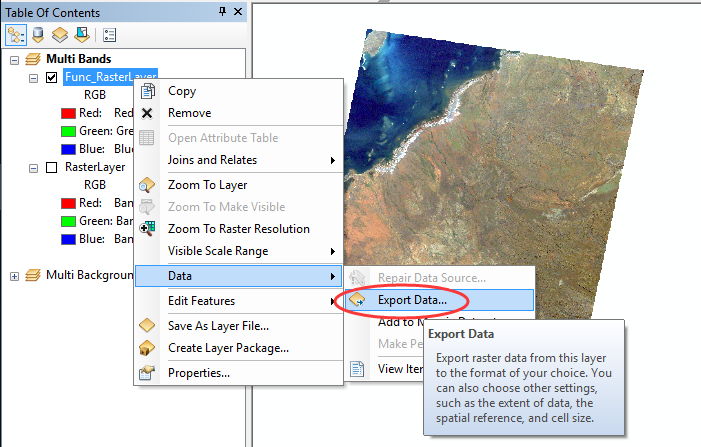 Table Of Contents
Multi Bands
Func_RasterLayer
RGB
Red: Red
Green: Gre
Blue: Blue
RasterLayer
RGB
Red: Ban
Green: Ban
Blue: Ban
Multi Backgroun
Copy
Remove
Open Attribute Table
Joins and Relates
Zoom To Layer
Zoom To Make Visible
Zoom To Raster Resolution
Visible Scale Range
Data
Edit Features
Save As Layer File...
Create Layer Package...
Properties...
Repair Data Source...
Export Data...
Add to
Make Pe
View Iter
Export Data
Export raster data from this layer
to the format of your choice. You
can also choose other settings,
such as the extent of data, the
spatial reference, and cell size.